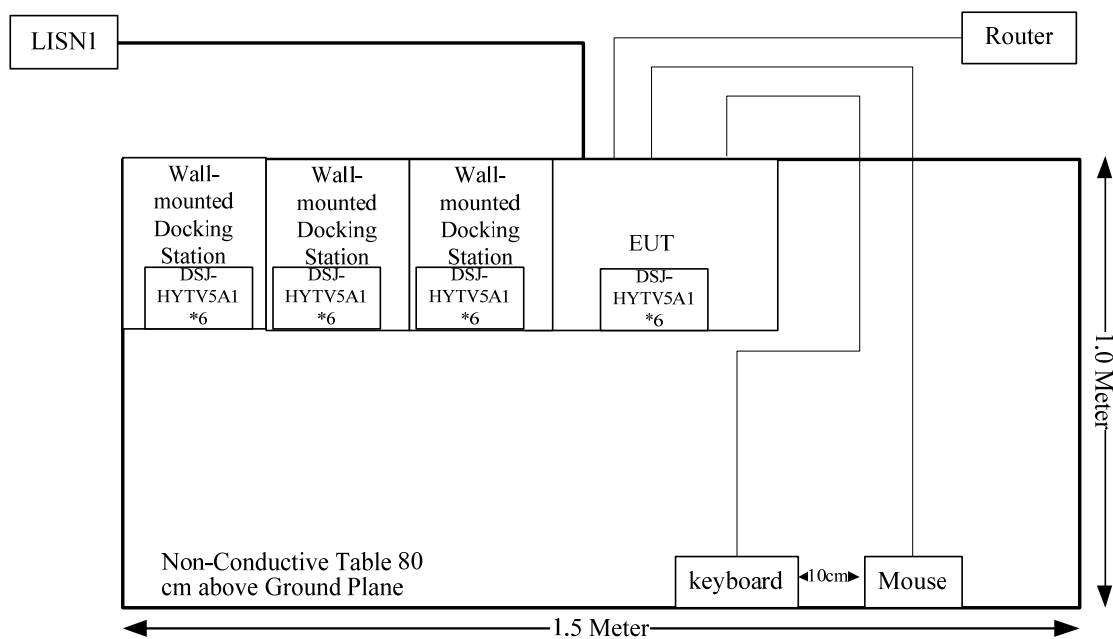 LISN1
Router
Wall-
mounted
Docking
Station
DSJ-
HYTV5A1
*6
Wall-
mounted
Docking
Station
DSJ-
HYTV5A1
*6
Wall-
mounted
Docking
Station
DSJ-
HYTV5A1
*6
EUT
DSJ-
HYTV5A1
*6
1.0 Meter
Non-Conductive Table 80
cm above Ground Plane
keyboard
10cm
Mouse
1.5 Meter